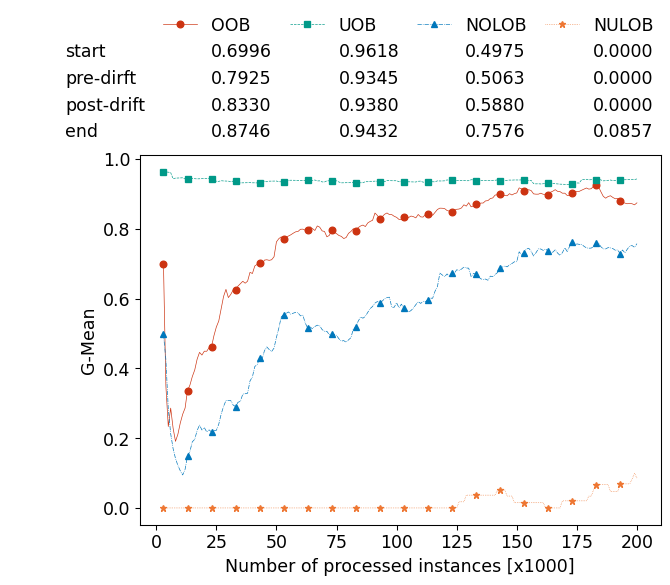 OOB UOB NOLOB NULOB
start 0.6996 0.9618 0.4975 0.0000
pre-dirft 0.7925 0.9345 0.5063 0.0000
post-drift 0.8330 0.9380 0.5880 0.0000
end 0.8746 0.9432 0.7576 0.0857
1.0
0.8
0.6
0.4
0.2
0.0
G-Mean
0 25 50 75 100 125 150 175 200
Number of processed instances [x1000]